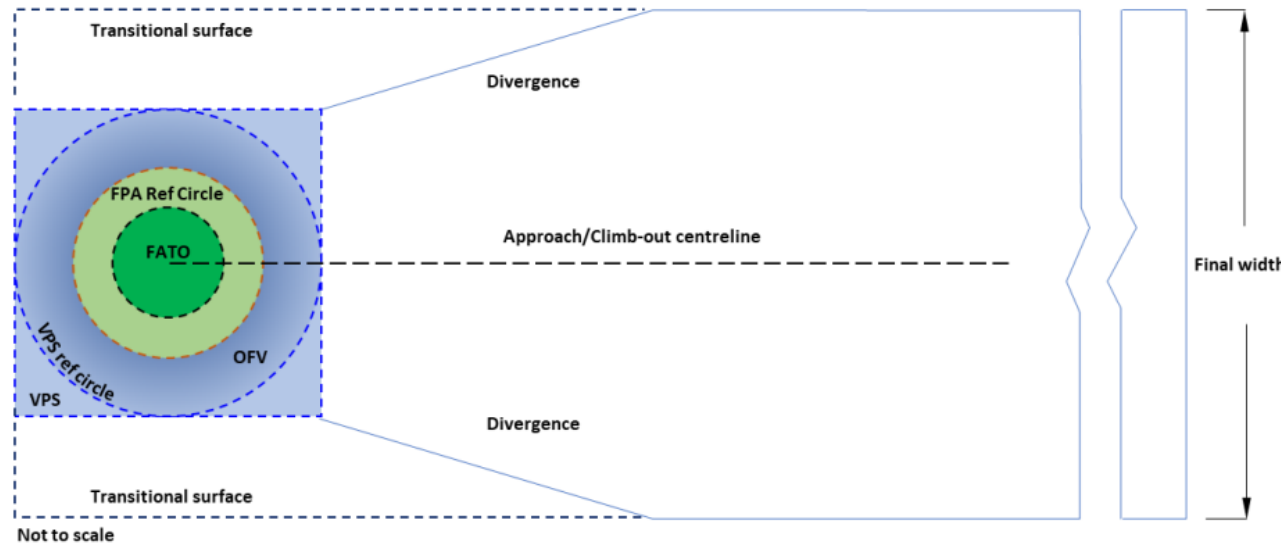 Transitional surface
Divergence
FPA Ref Circle
FATO
Approach/Climb-out centreline
Final width
VPS ref circle
OFV
VPS
Divergence
Transitional surface
Not to scale